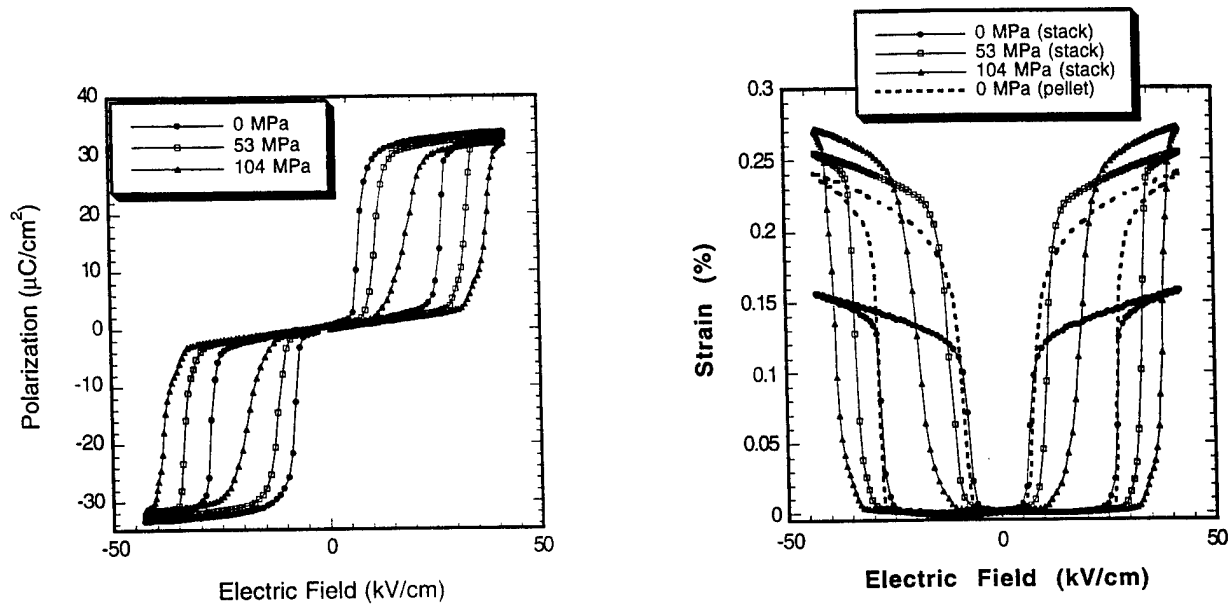 0 MPa
53 MPa
104 MPa
40
30
20
10
0
-10
-20
-30
-50
0
50
Polarization (µC/cm²)
Electric Field (kV/cm)
0 MPa (stack)
53 MPa (stack)
104 MPa (stack)
0 MPa (pellet)
0.3
0.25
0.2
0.15
0.1
0.05
0
-50
0
50
Strain (%)
Electric Field (kV/cm)